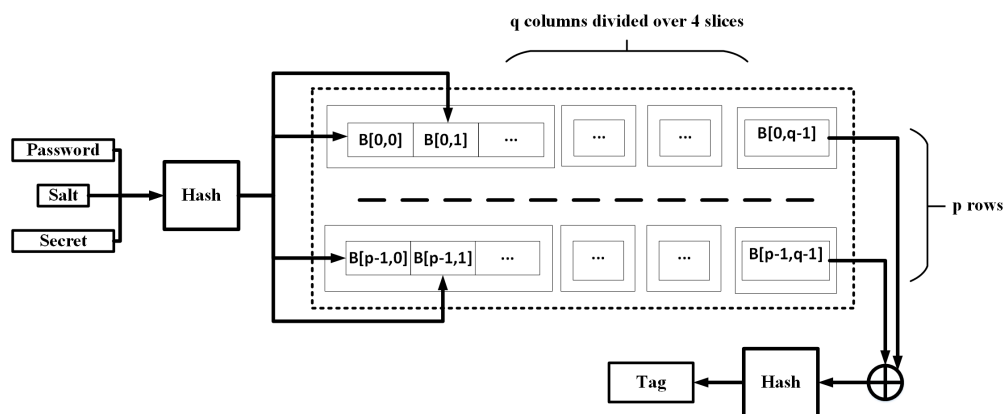 q columns divided over 4 slices
B[0,0] B[0,1] ... ... ... B[0,q-1]
Password
Salt
Secret
Hash
p rows
B[p-1,0] B[p-1,1] ... ... ... B[p-1,q-1]
Tag
Hash